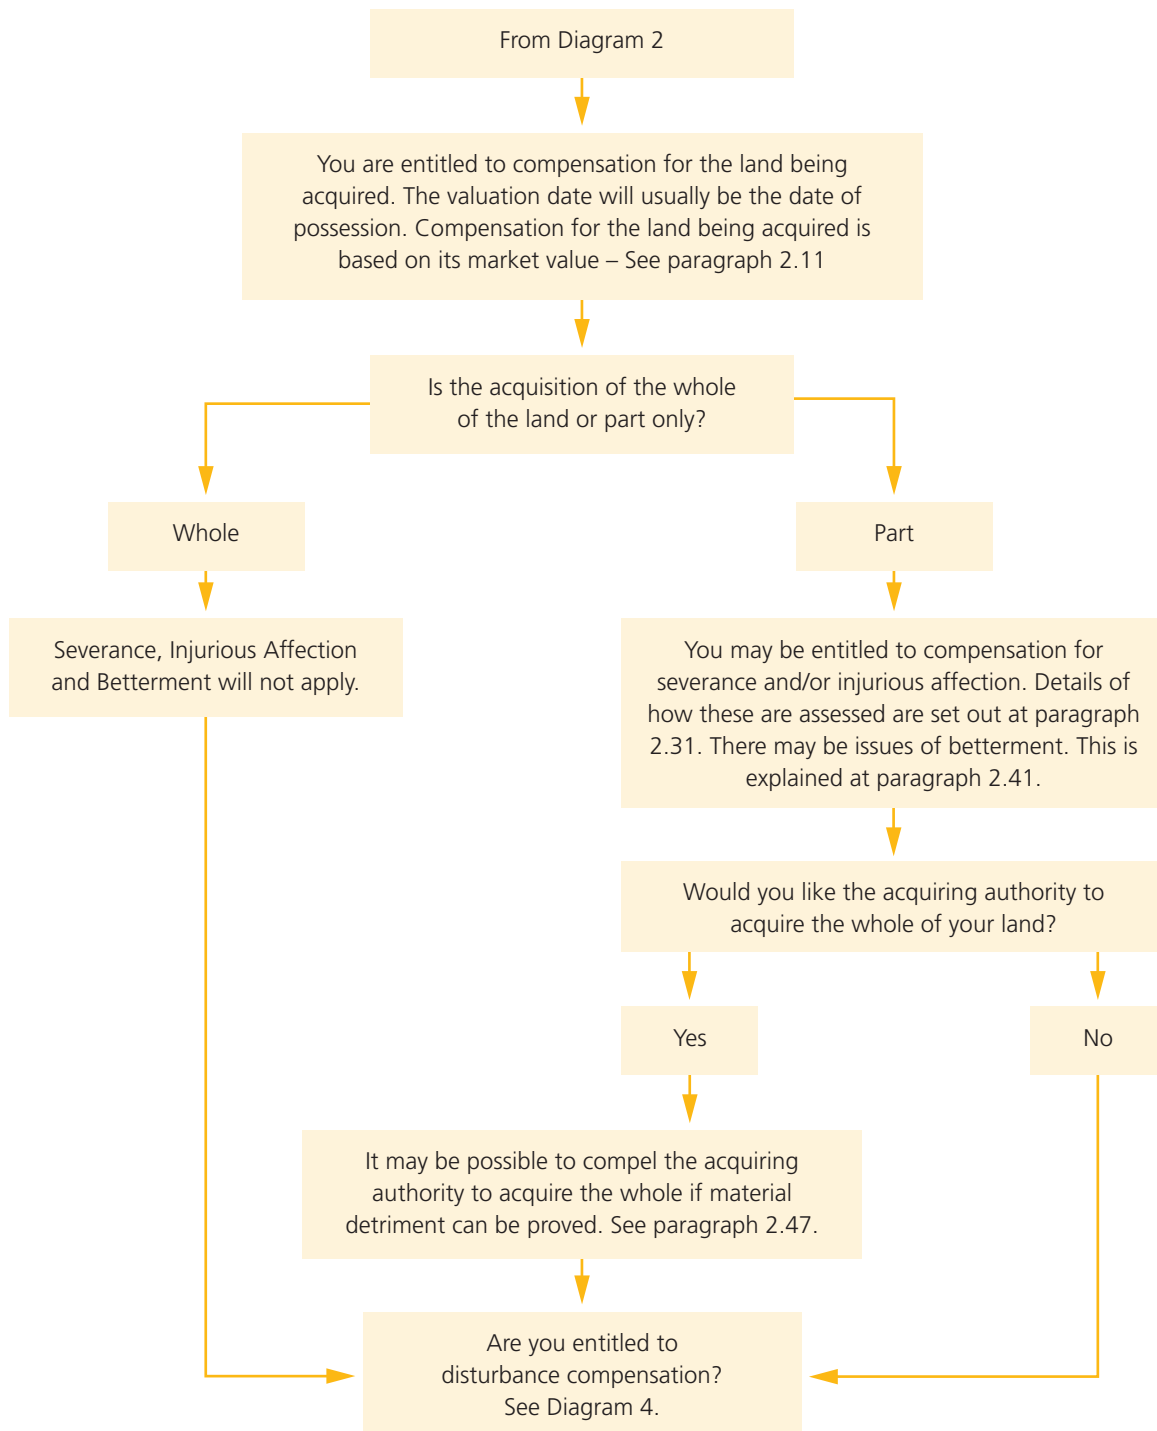 From Diagram 2
You are entitled to compensation for the land being
acquired. The valuation date will usually be the date of
possession. Compensation for the land being acquired is
based on its market value – See paragraph 2.11
Is the acquisition of the whole
of the land or part only?
Whole
Part
Severance, Injurious Affection
and Betterment will not apply.
You may be entitled to compensation for
severance and/or injurious affection. Details of
how these are assessed are set out at paragraph
2.31. There may be issues of betterment. This is
explained at paragraph 2.41.
Would you like the acquiring authority to
acquire the whole of your land?
Yes
No
It may be possible to compel the acquiring
authority to acquire the whole if material
detriment can be proved. See paragraph 2.47.
Are you entitled to
disturbance compensation?
See Diagram 4.